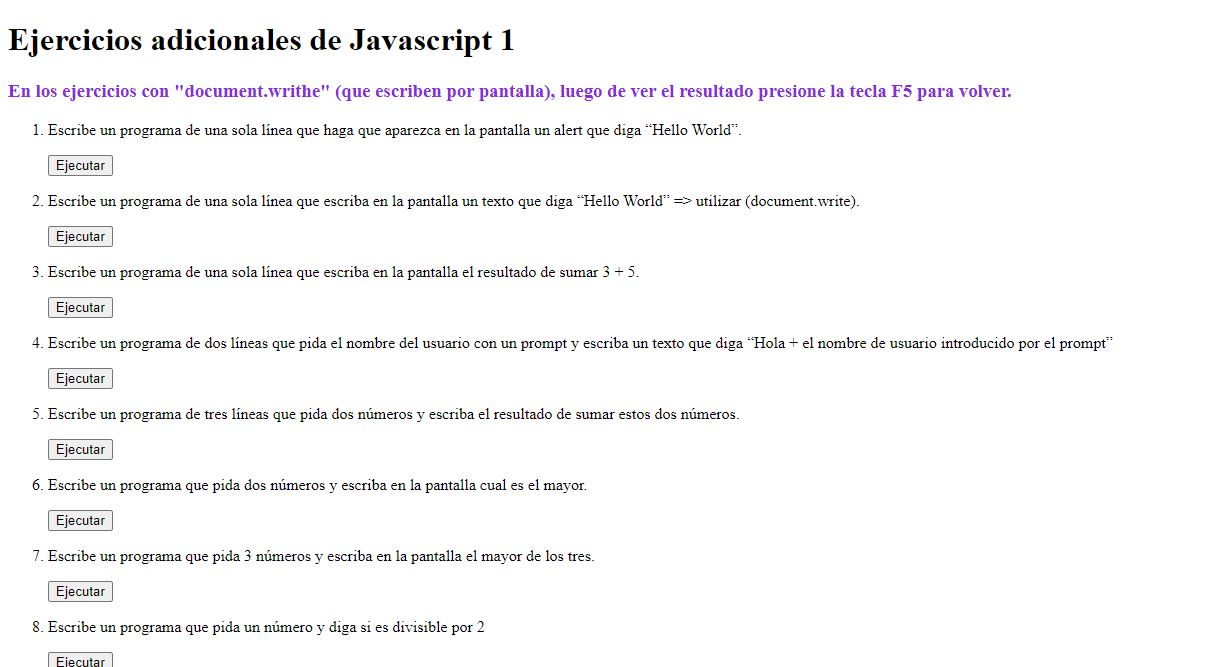 Ejercicios adicionales de Javascript 1
En los ejercicios con "document.writhe" (que escriben por pantalla), luego de ver el resultado presione la tecla F5 para volver.
1. Escribe un programa de una sola línea que haga que aparezca en la pantalla un alert que diga “Hello World”.
Ejecutar
2. Escribe un programa de una sola línea que escriba en la pantalla un texto que diga “Hello World” => utilizar (document.write).
Ejecutar
3. Escribe un programa de una sola línea que escriba en la pantalla el resultado de sumar 3 + 5.
Ejecutar
4. Escribe un programa de dos líneas que pida el nombre del usuario con un prompt y escriba un texto que diga “Hola + el nombre de usuario introducido por el prompt”
Ejecutar
5. Escribe un programa de tres líneas que pida dos números y escriba el resultado de sumar estos dos números.
Ejecutar
6. Escribe un programa que pida dos números y escriba en la pantalla cual es el mayor.
Ejecutar
7. Escribe un programa que pida 3 números y escriba en la pantalla el mayor de los tres.
Ejecutar
8. Escribe un programa que pida un número y diga si es divisible por 2
Ejecutar